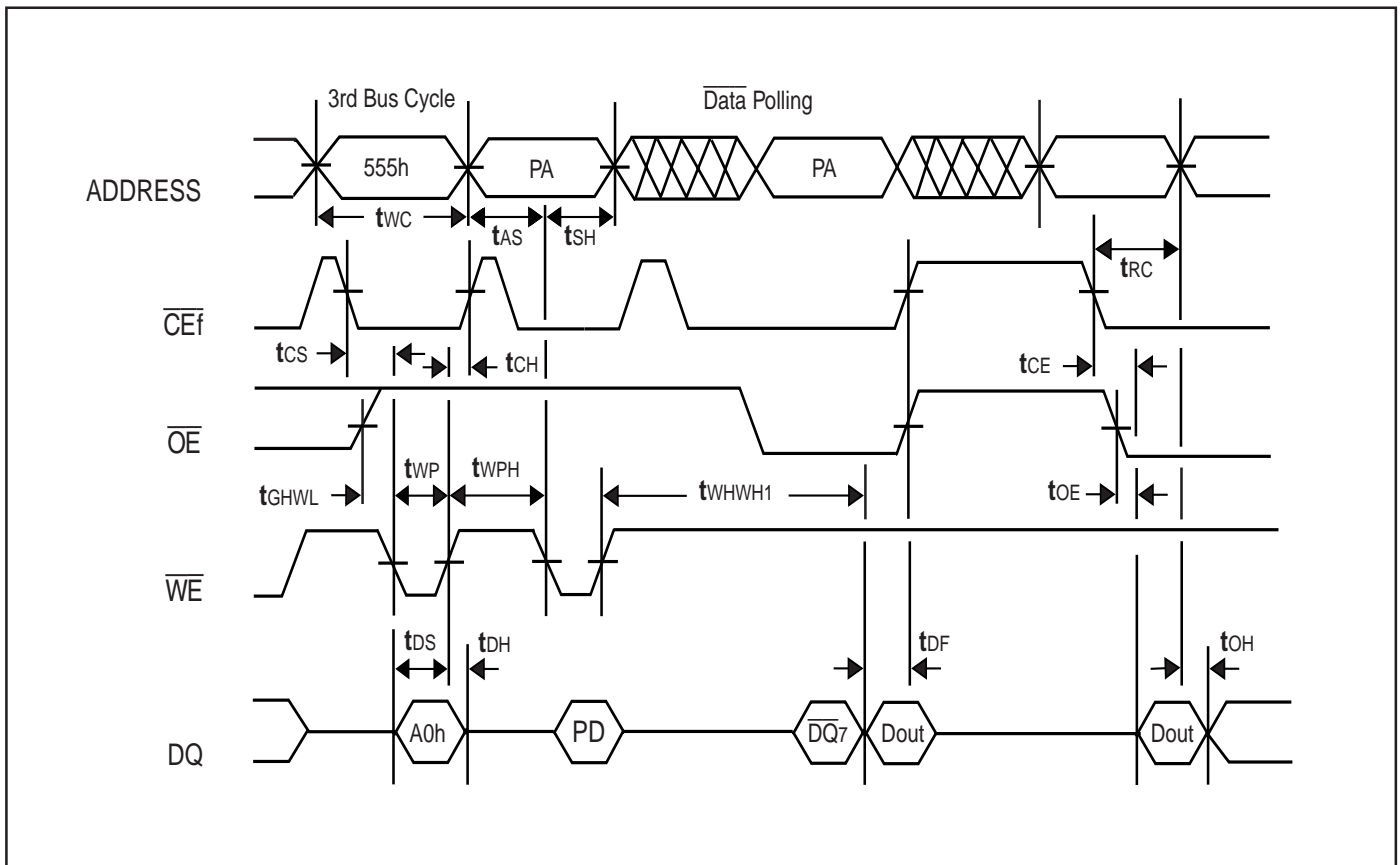 3rd Bus Cycle
Data Polling
ADDRESS
555h
PA
PA
tWC
tAS
tSH
tRC
CEf
tCS
tCH
tCE
OE
tGHWL
tWP
tWPH
tWHWH1
tOE
WE
tDS
tDH
tDF
tOH
DQ
A0h
PD
DQ7
Dout
Dout